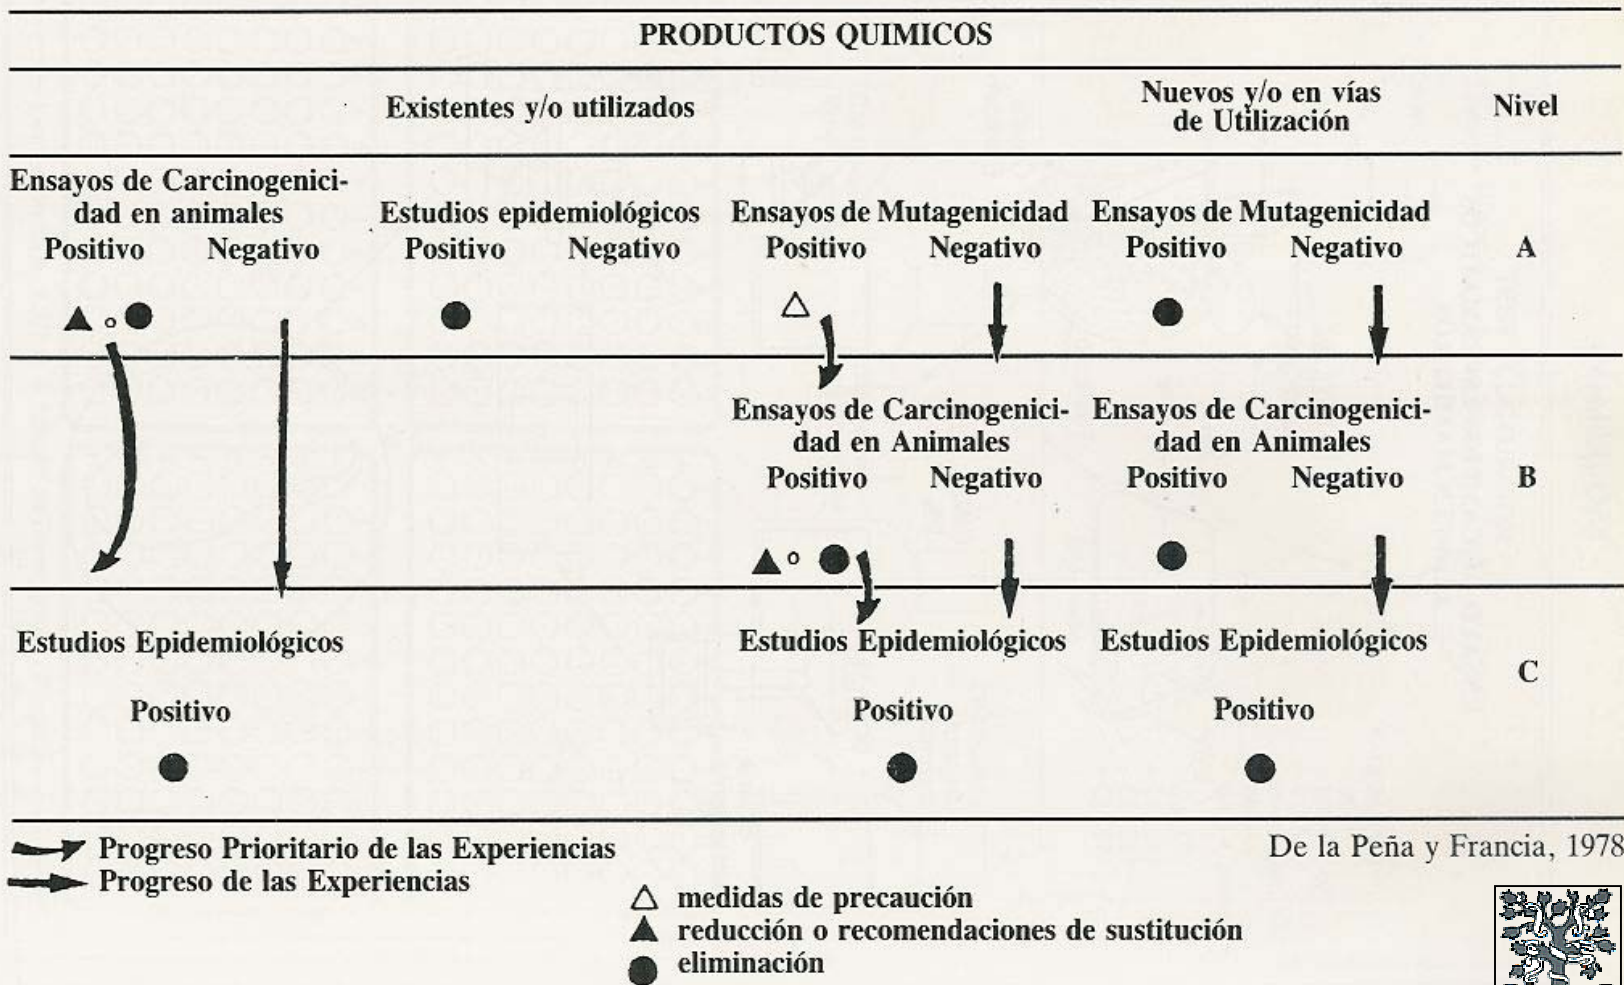 PRODUCTOS QUIMICOS
Existentes y/o utilizados
Nuevos y/o en vías
de Utilización
Nivel
Ensayos de Carcinogenici-
dad en animales
Positivo Negativo
Estudios epidemiológicos
Positivo Negativo
Ensayos de Mutagenicidad
Positivo Negativo
Ensayos de Mutagenicidad
Positivo Negativo
A
o
Ensayos de Carcinogenici-
dad en Animales
Positivo Negativo
Ensayos de Carcinogenici-
dad en Animales
Positivo Negativo
B
o
Estudios Epidemiológicos
Positivo
Estudios Epidemiológicos
Positivo
Estudios Epidemiológicos
Positivo
C
Progreso Prioritario de las Experiencias
Progreso de las Experiencias
De la Peña y Francia, 1978
medidas de precaución
reducción o recomendaciones de sustitución
eliminación